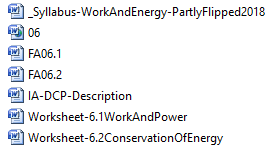 _Syllabus-WorkAndEnergy-PartlyFlipped2018
06
FA06.1
FA06.2
IA-DCP-Description
Worksheet-6.1WorkAndPower
Worksheet-6.2ConservationOfEnergy